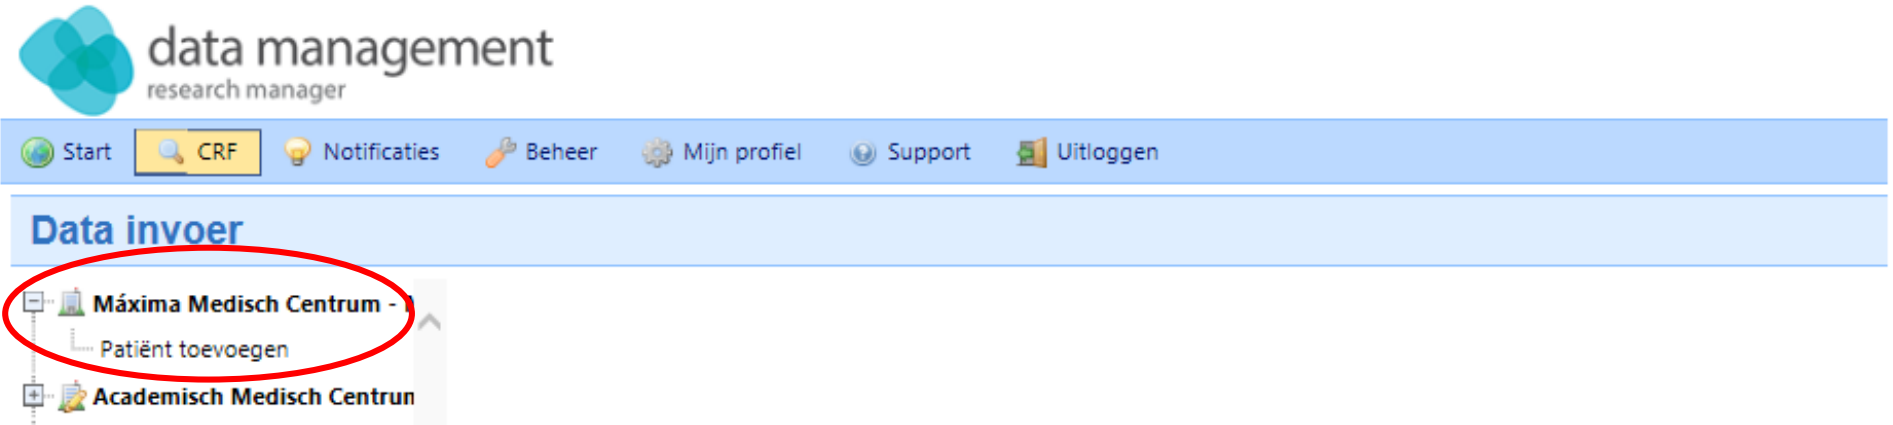 data management
research manager
Start CRF Notificaties Beheer Mijn profiel Support Uitloggen
Data invoer
Máxima Medisch Centrum -
Patiënt toevoegen
Academisch Medisch Centrum